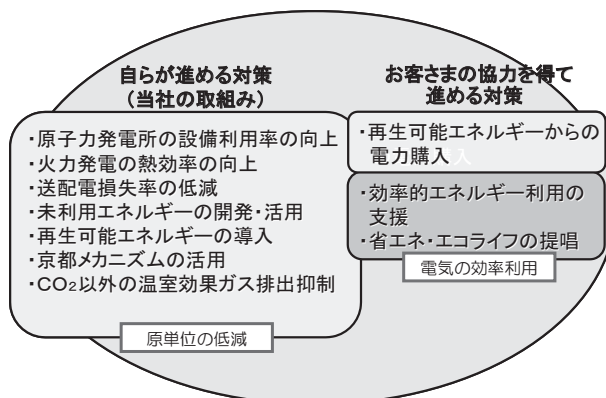 自らが進める対策
(当社の取組み)
・原子力発電所の設備利用率の向上
・火力発電の熱効率の向上
・送配電損失率の低減
・未利用エネルギーの開発・活用
・再生可能エネルギーの導入
・京都メカニズムの活用
・CO₂以外の温室効果ガス排出抑制
原単位の低減
お客さまの協力を得て
進める対策
・再生可能エネルギーからの
電力購入
・効率的エネルギー利用の
支援
・省エネ・エコライフの提唱
電気の効率利用